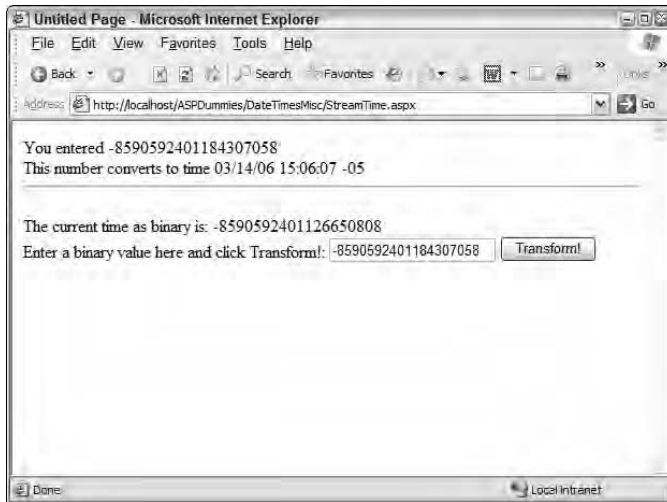 Untitled Page - Microsoft Internet Explorer
File Edit View Favorites Tools Help
Back Search Favorites »
Address http://localhost/ASPDummies/DateTimesMisc/StreamTime.aspx Go Links »
You entered -8590592401184307058
This number converts to time 03/14/06 15:06:07 -05
The current time as binary is: -8590592401126650808
Enter a binary value here and click Transform!: -8590592401184307058 Transform!
Done Local intranet